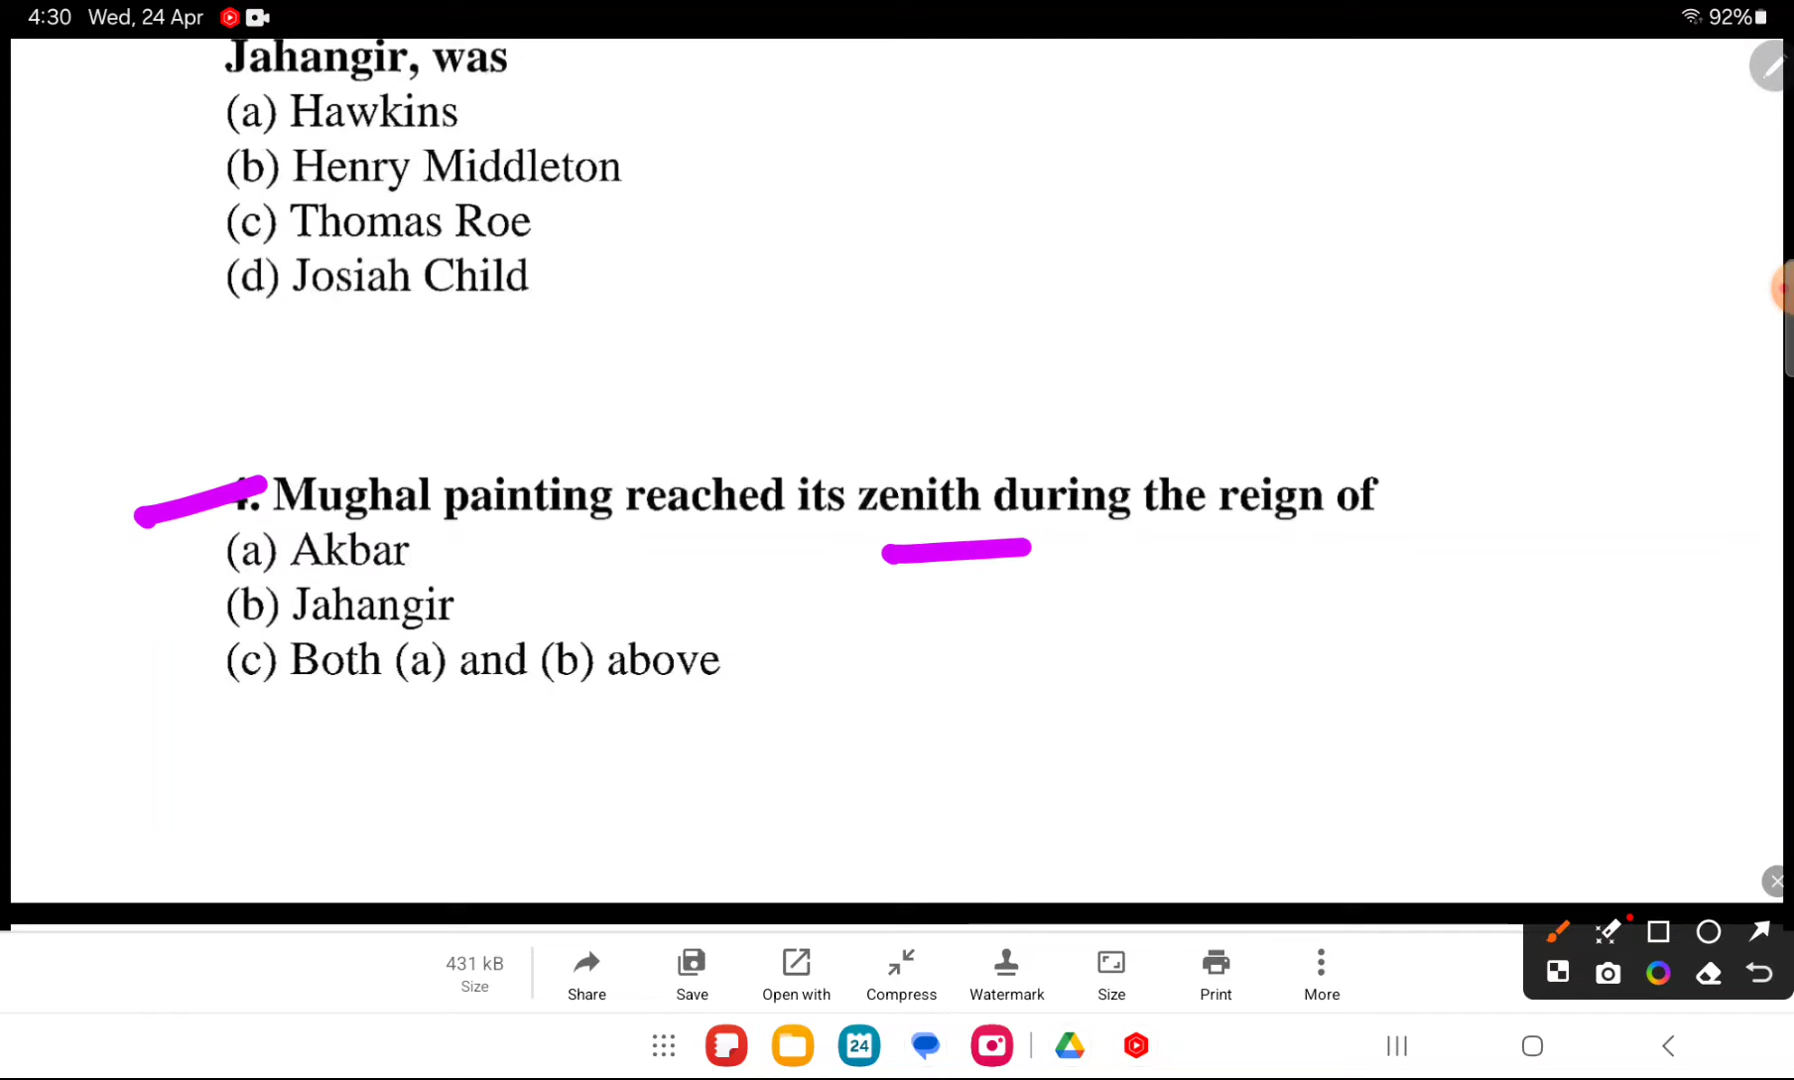 4:30 Wed, 24 Apr
92%
Jahangir, was
(a) Hawkins
(b) Henry Middleton
(c) Thomas Roe
(d) Josiah Child
4. Mughal painting reached its zenith during the reign of
(a) Akbar
(b) Jahangir
(c) Both (a) and (b) above
431 kB
Size
Share
Save
Open with
Compress
Watermark
Size
Print
More
24